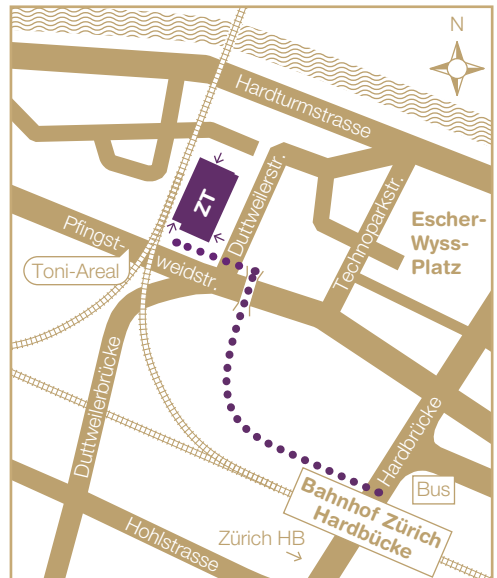 N
Hardturmstrasse
ZT
Duttweilerstr.
Technoparkstr.
Escher-
Wyss-
Platz
Pfingst-
weidstr.
Toni-Areal
Duttweilerbrücke
Hardbrücke
Bus
Bahnhof Zürich
Hardbücke
Zürich HB
Hohlstrasse